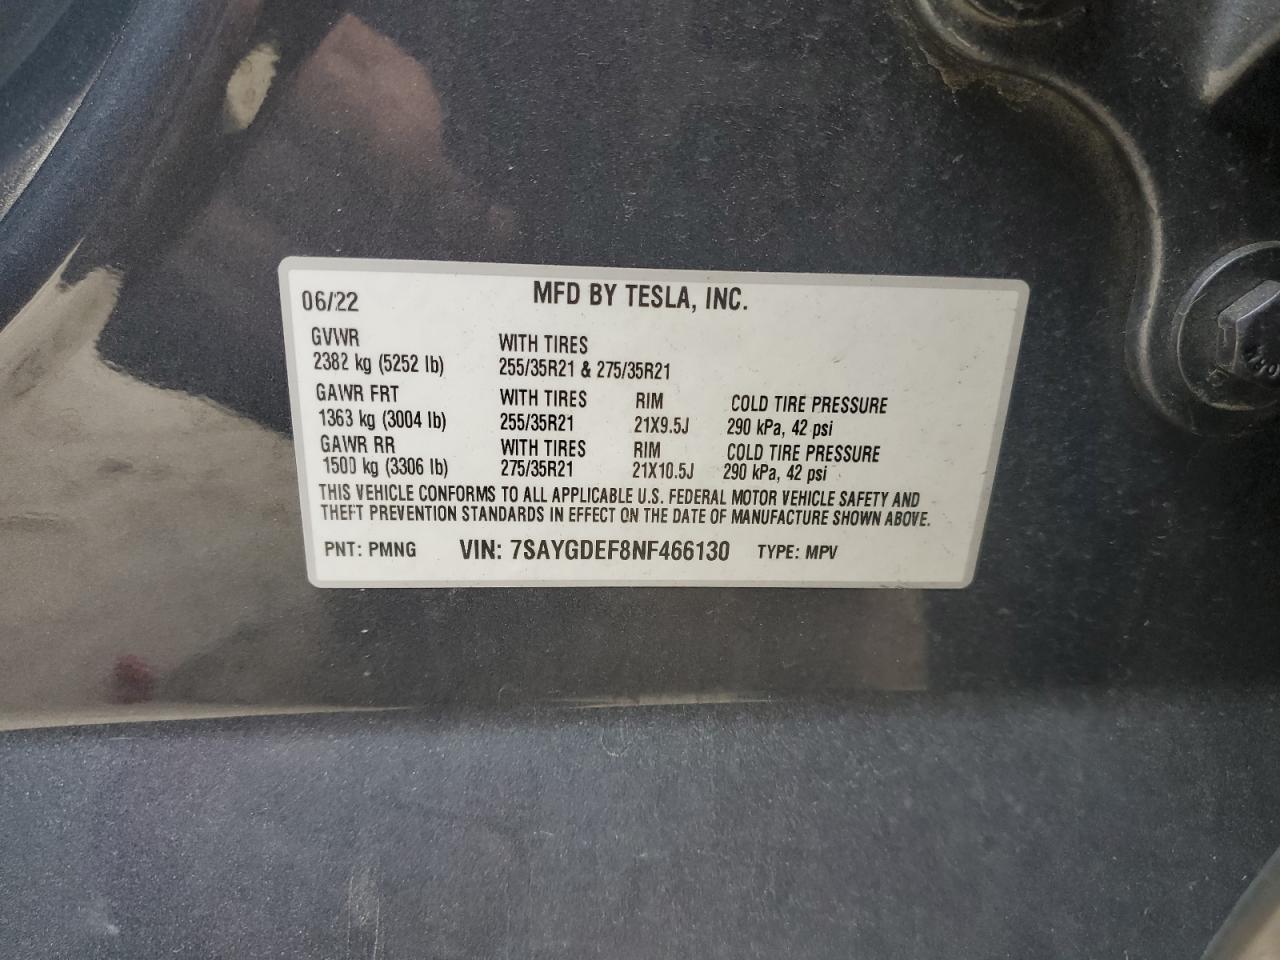 06/22 MFD BY TESLA, INC.
GVWR WITH TIRES
2382 kg (5252 lb) 255/35R21 & 275/35R21
GAWR FRT WITH TIRES RIM COLD TIRE PRESSURE
1363 kg (3004 lb) 255/35R21 21X9.5J 290 kPa, 42 psi
GAWR RR WITH TIRES RIM COLD TIRE PRESSURE
1500 kg (3306 lb) 275/35R21 21X10.5J 290 kPa, 42 psi
THIS VEHICLE CONFORMS TO ALL APPLICABLE U.S. FEDERAL MOTOR VEHICLE SAFETY AND
THEFT PREVENTION STANDARDS IN EFFECT ON THE DATE OF MANUFACTURE SHOWN ABOVE.
PNT: PMNG VIN: 7SAYGDEF8NF466130 TYPE: MPV